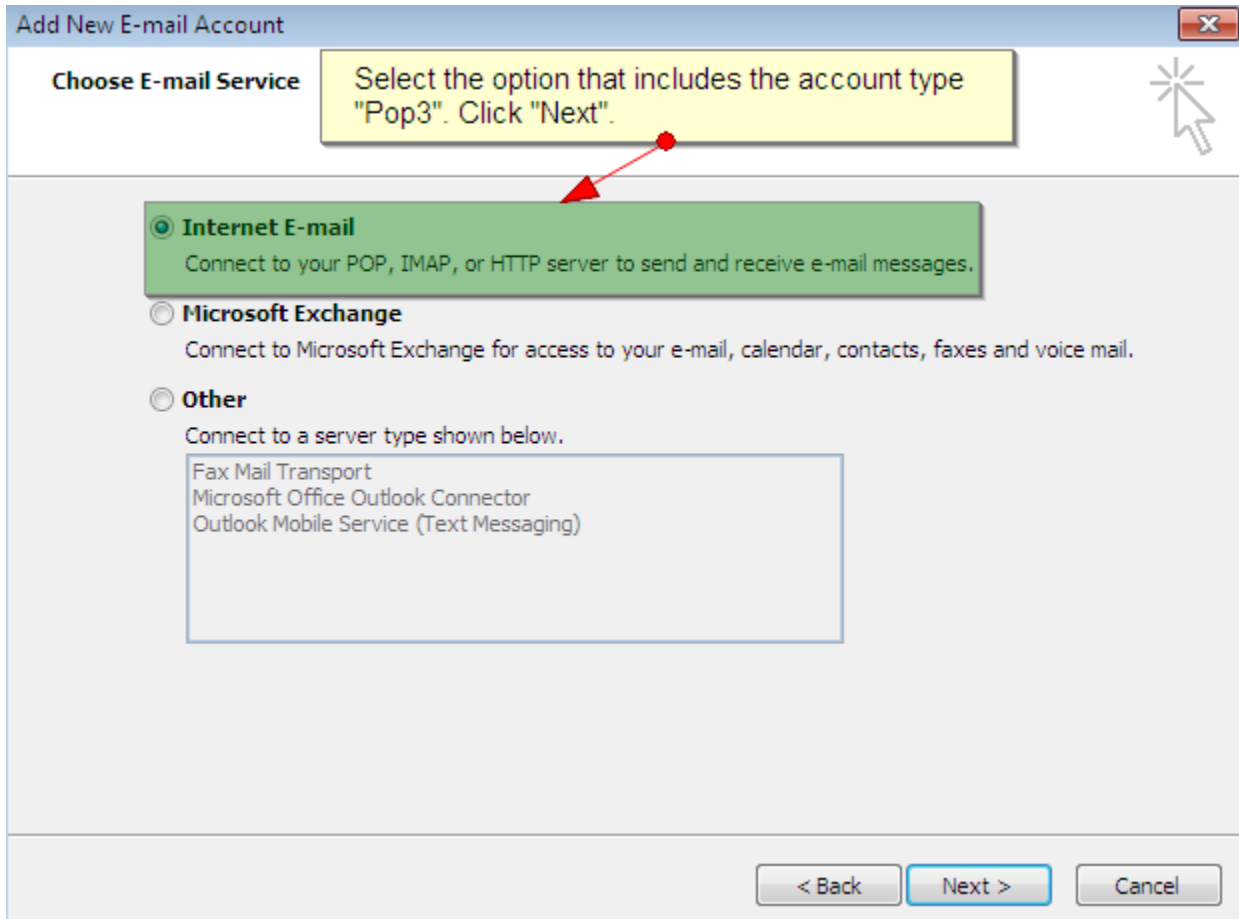 Add New E-mail Account
Choose E-mail Service
Select the option that includes the account type
"Pop3". Click "Next".
Internet E-mail
Connect to your POP, IMAP, or HTTP server to send and receive e-mail messages.
Microsoft Exchange
Connect to Microsoft Exchange for access to your e-mail, calendar, contacts, faxes and voice mail.
Other
Connect to a server type shown below.
Fax Mail Transport
Microsoft Office Outlook Connector
Outlook Mobile Service (Text Messaging)
< Back Next > Cancel